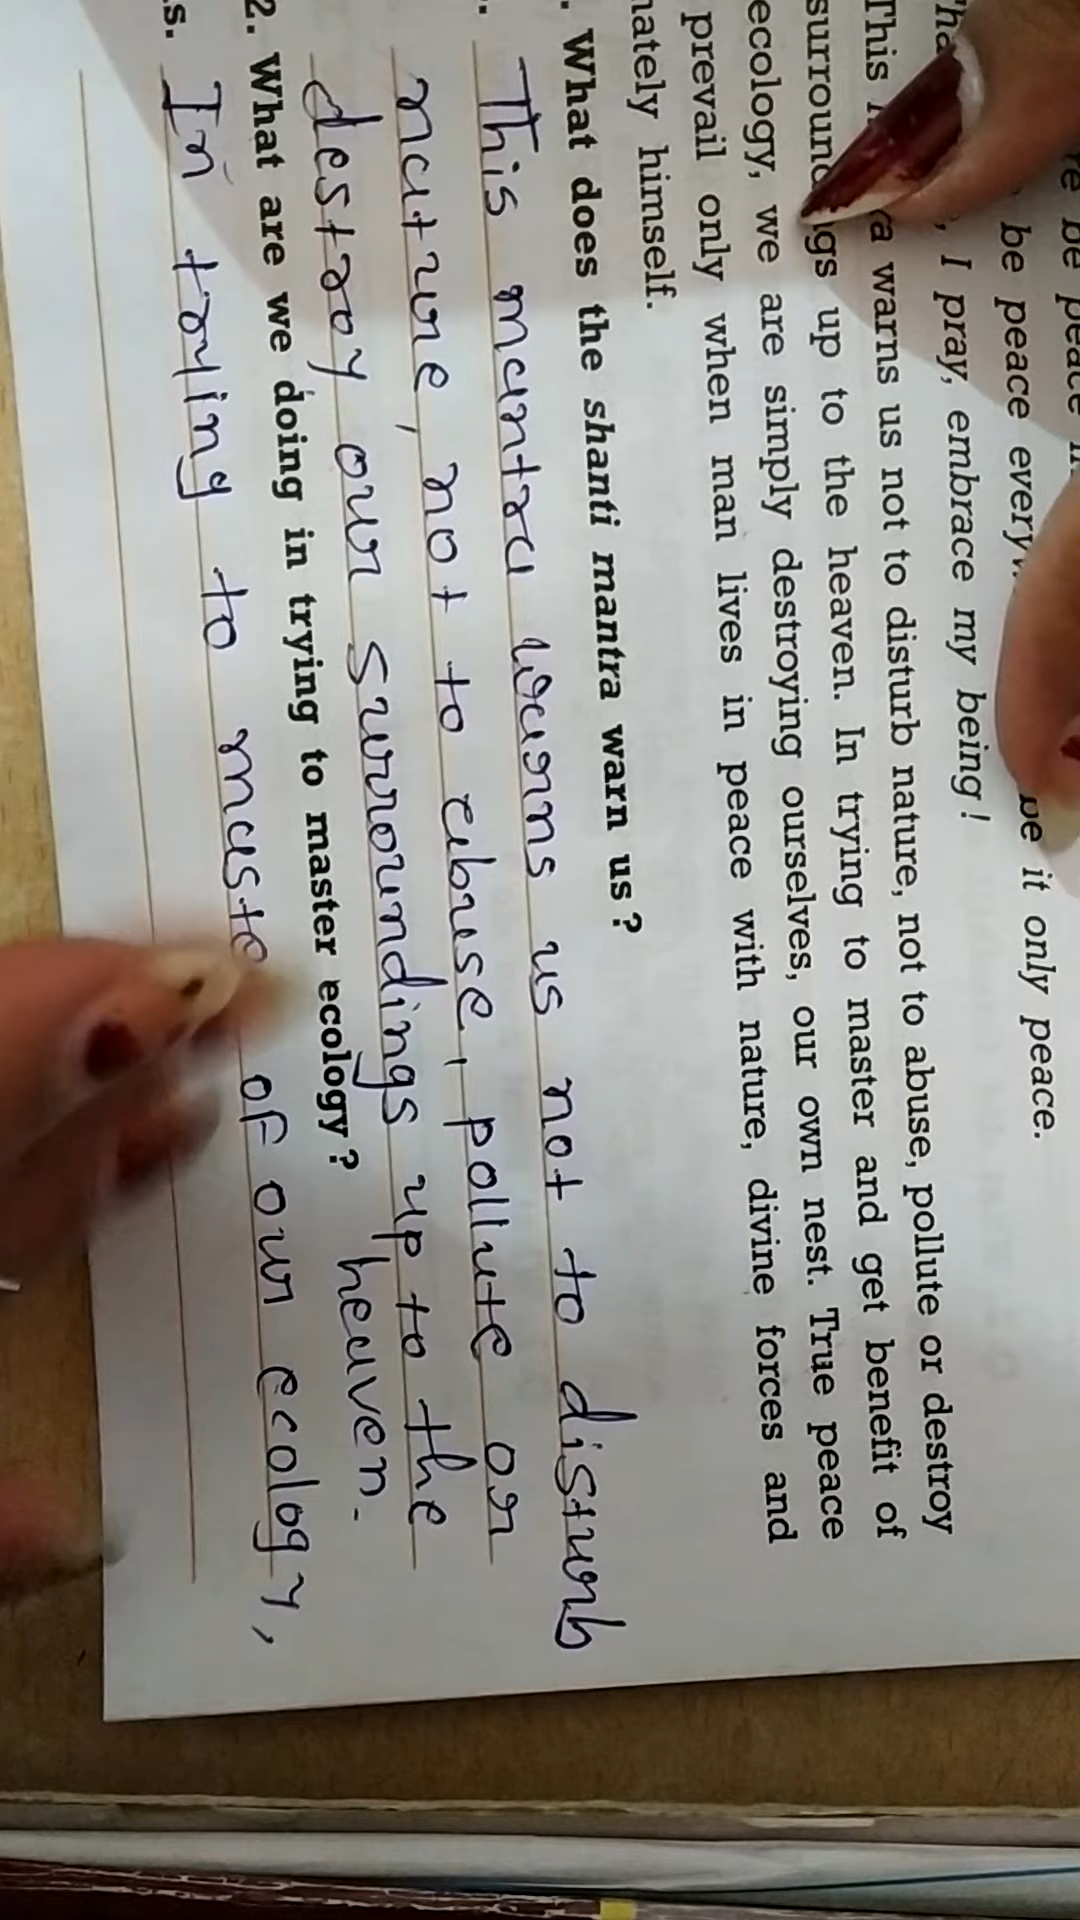 be peace
be peace every be it only peace.
, I pray, embrace my being!
This warns us not to disturb nature, not to abuse, pollute or destroy
surroundings up to the heaven. In trying to master and get benefit of
ecology, we are simply destroying ourselves, our own nest. True peace
prevail only when man lives in peace with nature, divine forces and
nately himself.
. What does the shanti mantra warn us?
. This mantra warns us not to disturb
nature, not to abuse, pollute or
destroy our surroundings up to the
heaven.
2. What are we doing in trying to master ecology?
s. In trying to maste of our ecology,